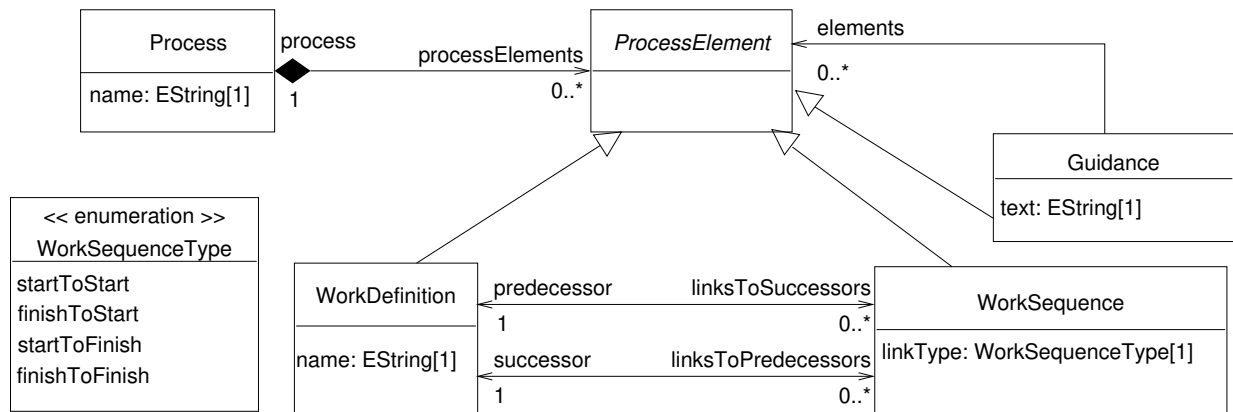 Process
name: EString[1]
process
1
processElements
0..*
ProcessElement
elements
0..*
Guidance
text: EString[1]
<< enumeration >>
WorkSequenceType
startToStart
finishToStart
startToFinish
finishToFinish
WorkDefinition
name: EString[1]
predecessor
1
linksToSuccessors
0..*
successor
1
linksToPredecessors
0..*
WorkSequence
linkType: WorkSequenceType[1]